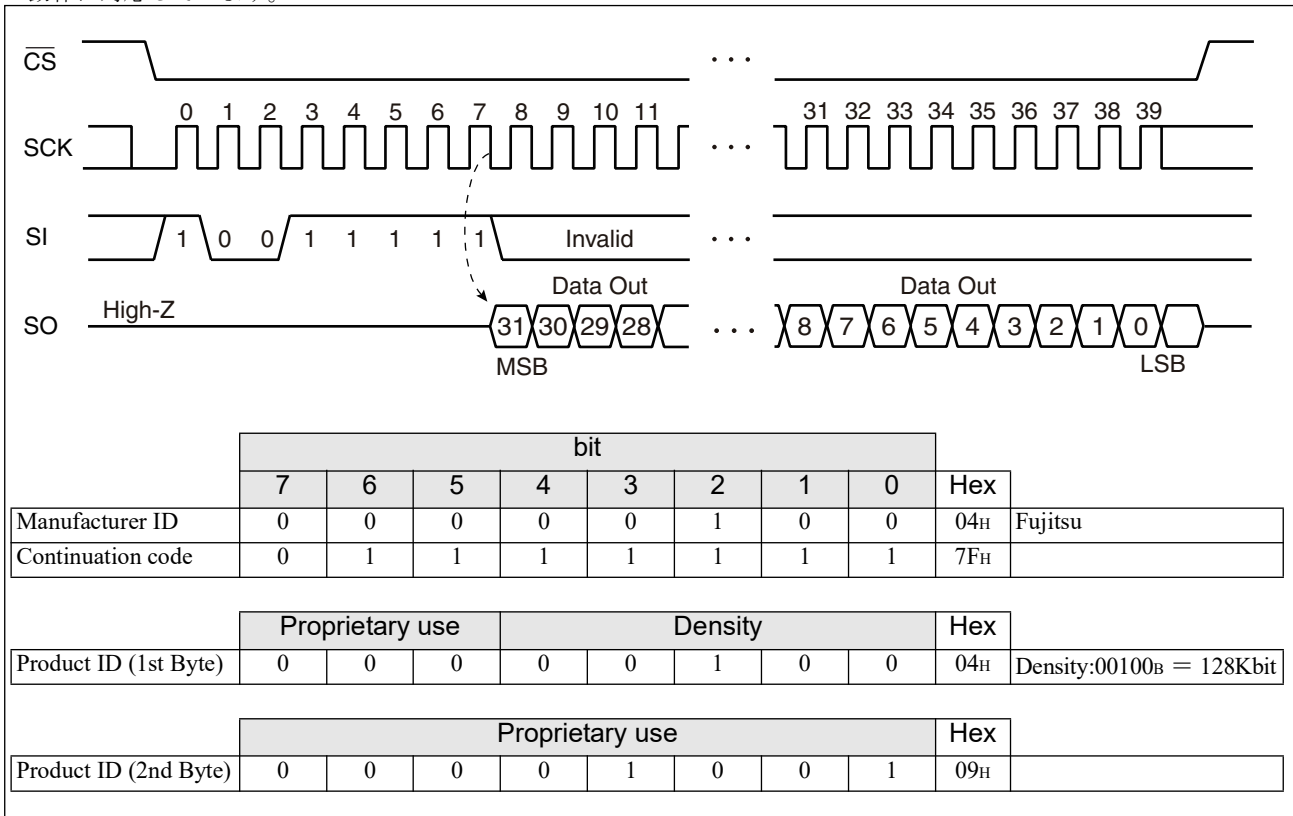 CS
0 1 2 3 4 5 6 7 8 9 10 11 31 32 33 34 35 36 37 38 39
SCK
SI 1 0 0 1 1 1 1 1 Invalid
Data Out Data Out
High-Z
SO 31 30 29 28 8 7 6 5 4 3 2 1 0
MSB LSB
bit
7 6 5 4 3 2 1 0 Hex
Manufacturer ID 0 0 0 0 0 1 0 0 04H Fujitsu
Continuation code 0 1 1 1 1 1 1 1 7FH
Proprietary use Density Hex
Product ID (1st Byte) 0 0 0 0 0 1 0 0 04H Density:00100B = 128Kbit
Proprietary use Hex
Product ID (2nd Byte) 0 0 0 0 1 0 0 1 09H